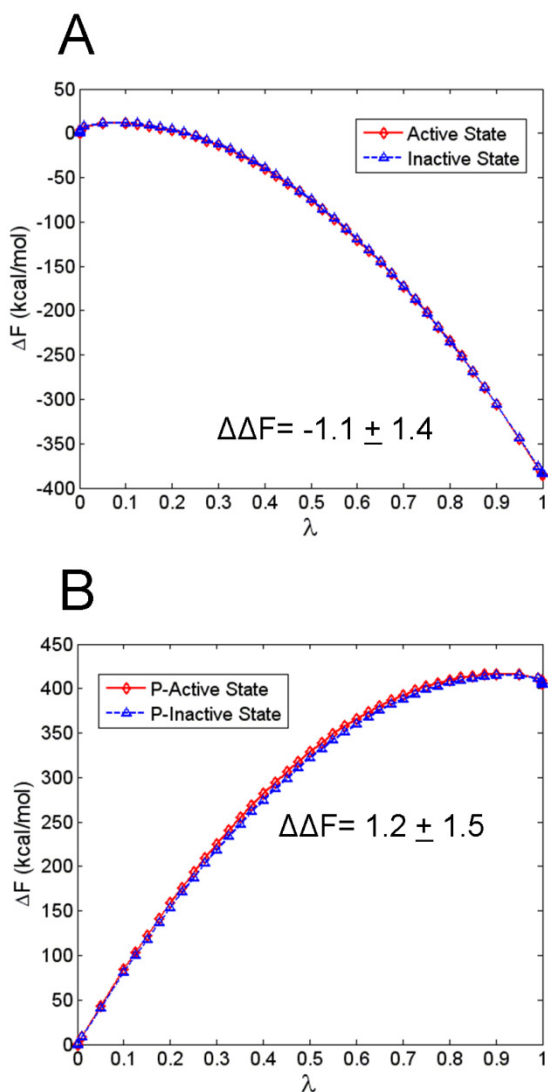 A
50
0
-50
-100
-150
-200
-250
-300
-350
-400
ΔF (kcal/mol)
Active State
Inactive State
ΔΔF= -1.1 ± 1.4
0 0.1 0.2 0.3 0.4 0.5 0.6 0.7 0.8 0.9 1
λ
B
450
400
350
300
250
200
150
100
50
0
ΔF (kcal/mol)
P-Active State
P-Inactive State
ΔΔF= 1.2 ± 1.5
0 0.1 0.2 0.3 0.4 0.5 0.6 0.7 0.8 0.9 1
λ